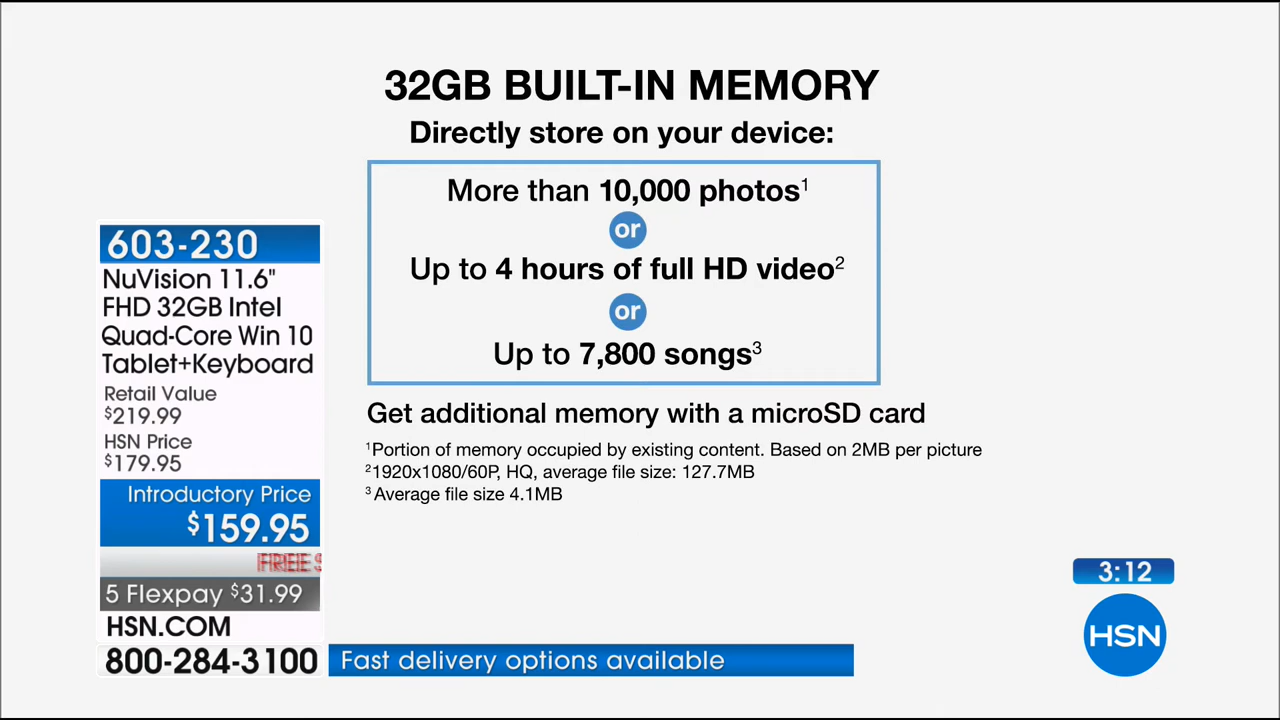 32GB BUILT-IN MEMORY
Directly store on your device:
More than 10,000 photos¹
or
Up to 4 hours of full HD video²
or
Up to 7,800 songs³
Get additional memory with a microSD card
¹Portion of memory occupied by existing content. Based on 2MB per picture
²1920x1080/60P, HQ, average file size: 127.7MB
³Average file size 4.1MB
603-230
NuVision 11.6"
FHD 32GB Intel
Quad-Core Win 10
Tablet+Keyboard
Retail Value
$219.99
HSN Price
$179.95
Introductory Price
$159.95
FREE S
5 Flexpay $31.99
HSN.COM
800-284-3100
Fast delivery options available
3:12
HSN